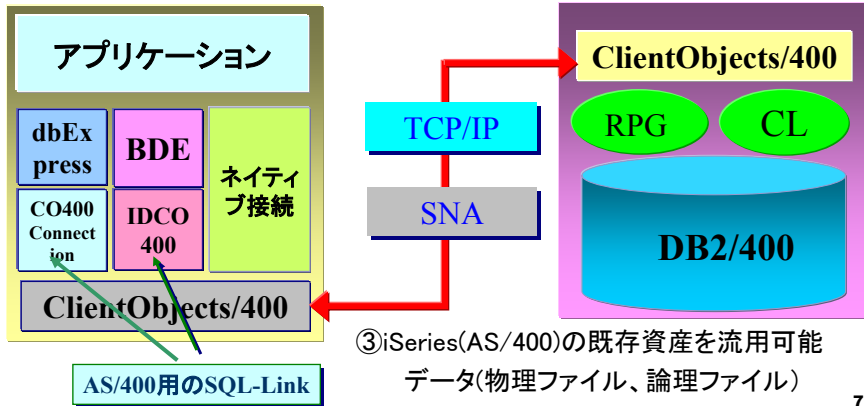 アプリケーション
dbEx
press
BDE
ネイティ
ブ接続
CO400
Connect
ion
IDCO
400
ClientObjects/400
AS/400用のSQL-Link
TCP/IP
SNA
ClientObjects/400
RPG
CL
DB2/400
③iSeries(AS/400)の既存資産を流用可能
データ(物理ファイル、論理ファイル)
7